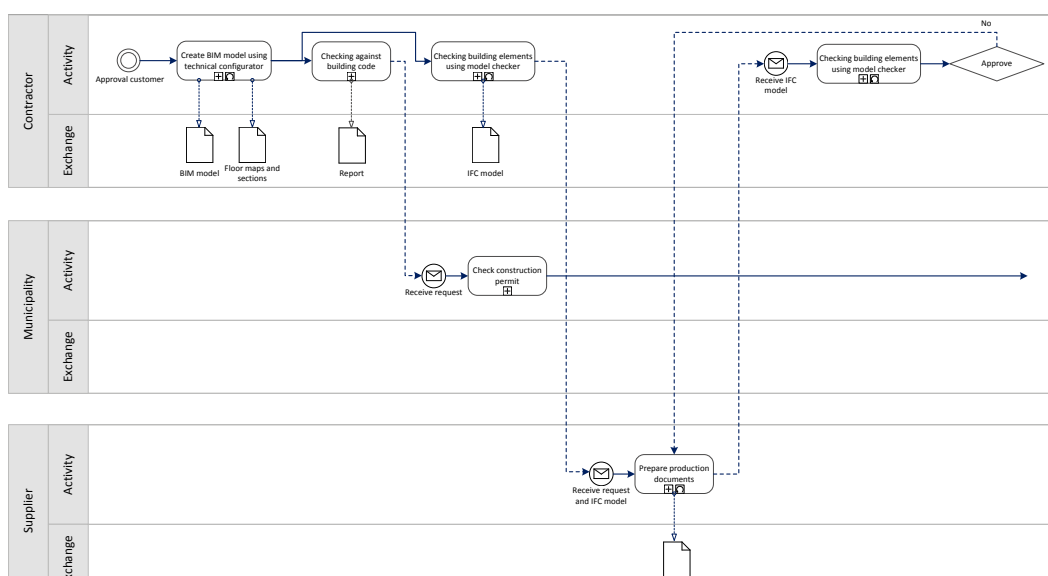 Contractor
Activity
Exchange
Approval customer
Create BIM model using
technical configurator
Checking against
building code
Checking building elements
using model checker
Receive IFC
model
Checking building elements
using model checker
Approve
No
BIM model
Floor maps and
sections
Report
IFC model
Municipality
Activity
Exchange
Receive request
Check construction
permit
Supplier
Activity
Receive request
and IFC model
Prepare production
documents